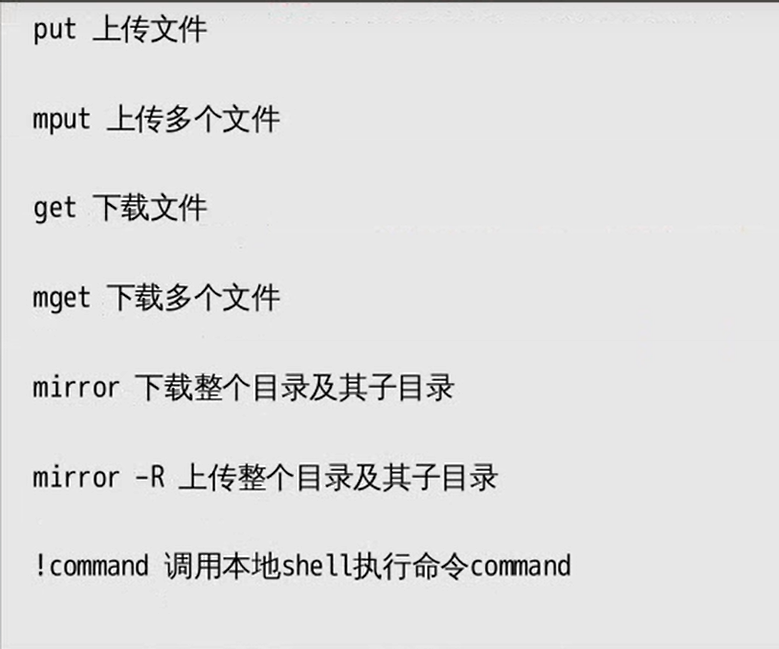 put 上传文件
mput 上传多个文件
get 下载文件
mget 下载多个文件
mirror 下载整个目录及其子目录
mirror -R 上传整个目录及其子目录
!command 调用本地shell执行命令command